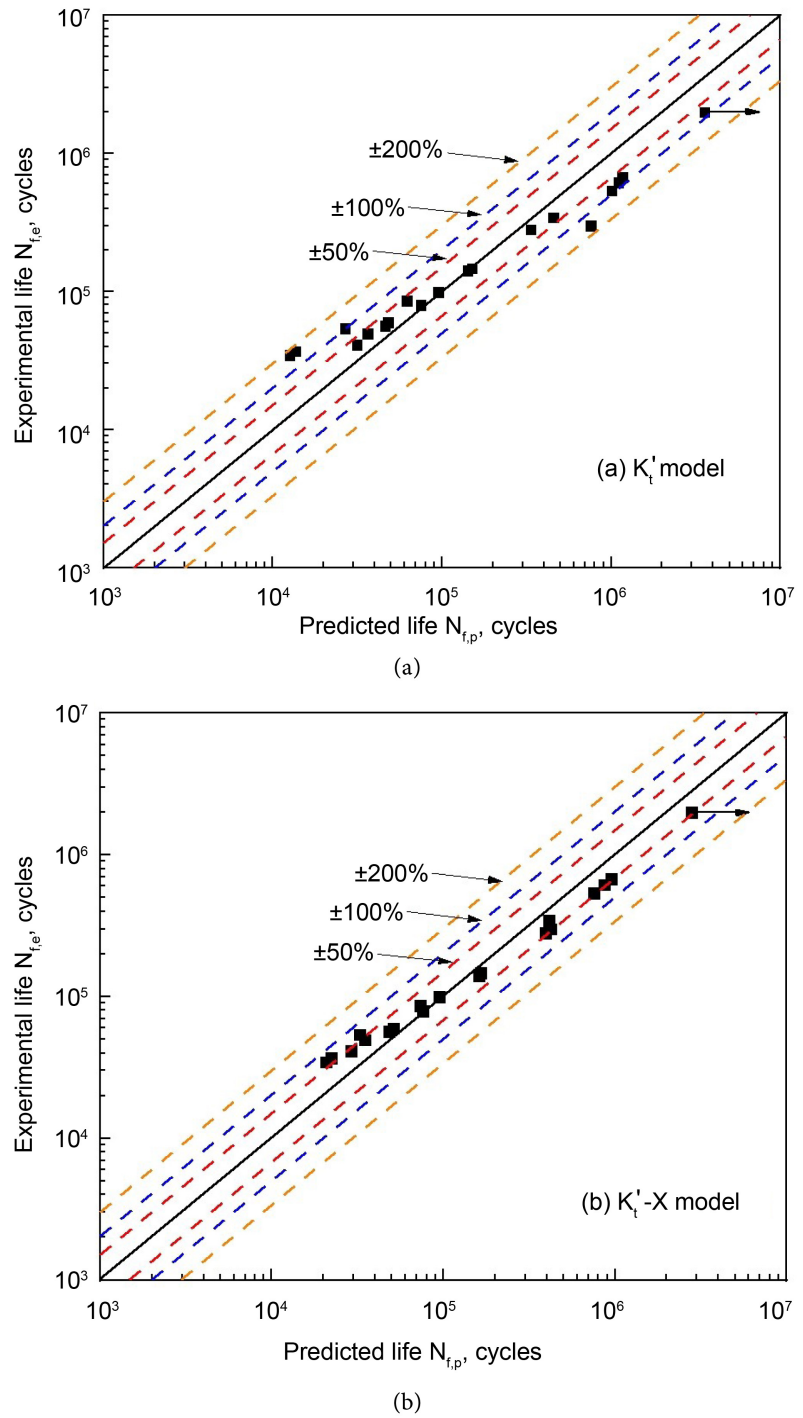 10⁷
10⁶
10⁵
10⁴
10³
Experimental life N_f,e, cycles
±200%
±100%
±50%
(a) K_t' model
10³ 10⁴ 10⁵ 10⁶ 10⁷
Predicted life N_f,p, cycles
(a)
10⁷
10⁶
10⁵
10⁴
10³
Experimental life N_f,e, cycles
±200%
±100%
±50%
(b) K_t'-X model
10³ 10⁴ 10⁵ 10⁶ 10⁷
Predicted life N_f,p, cycles
(b)